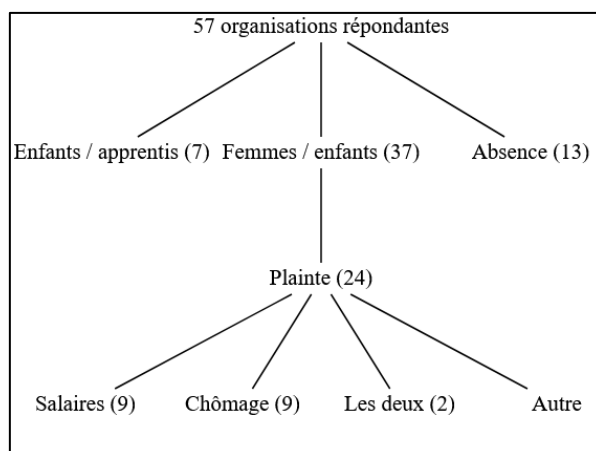 57 organisations répondantes
Enfants / apprentis (7) Femmes / enfants (37) Absence (13)
Plainte (24)
Salaires (9) Chômage (9) Les deux (2) Autre